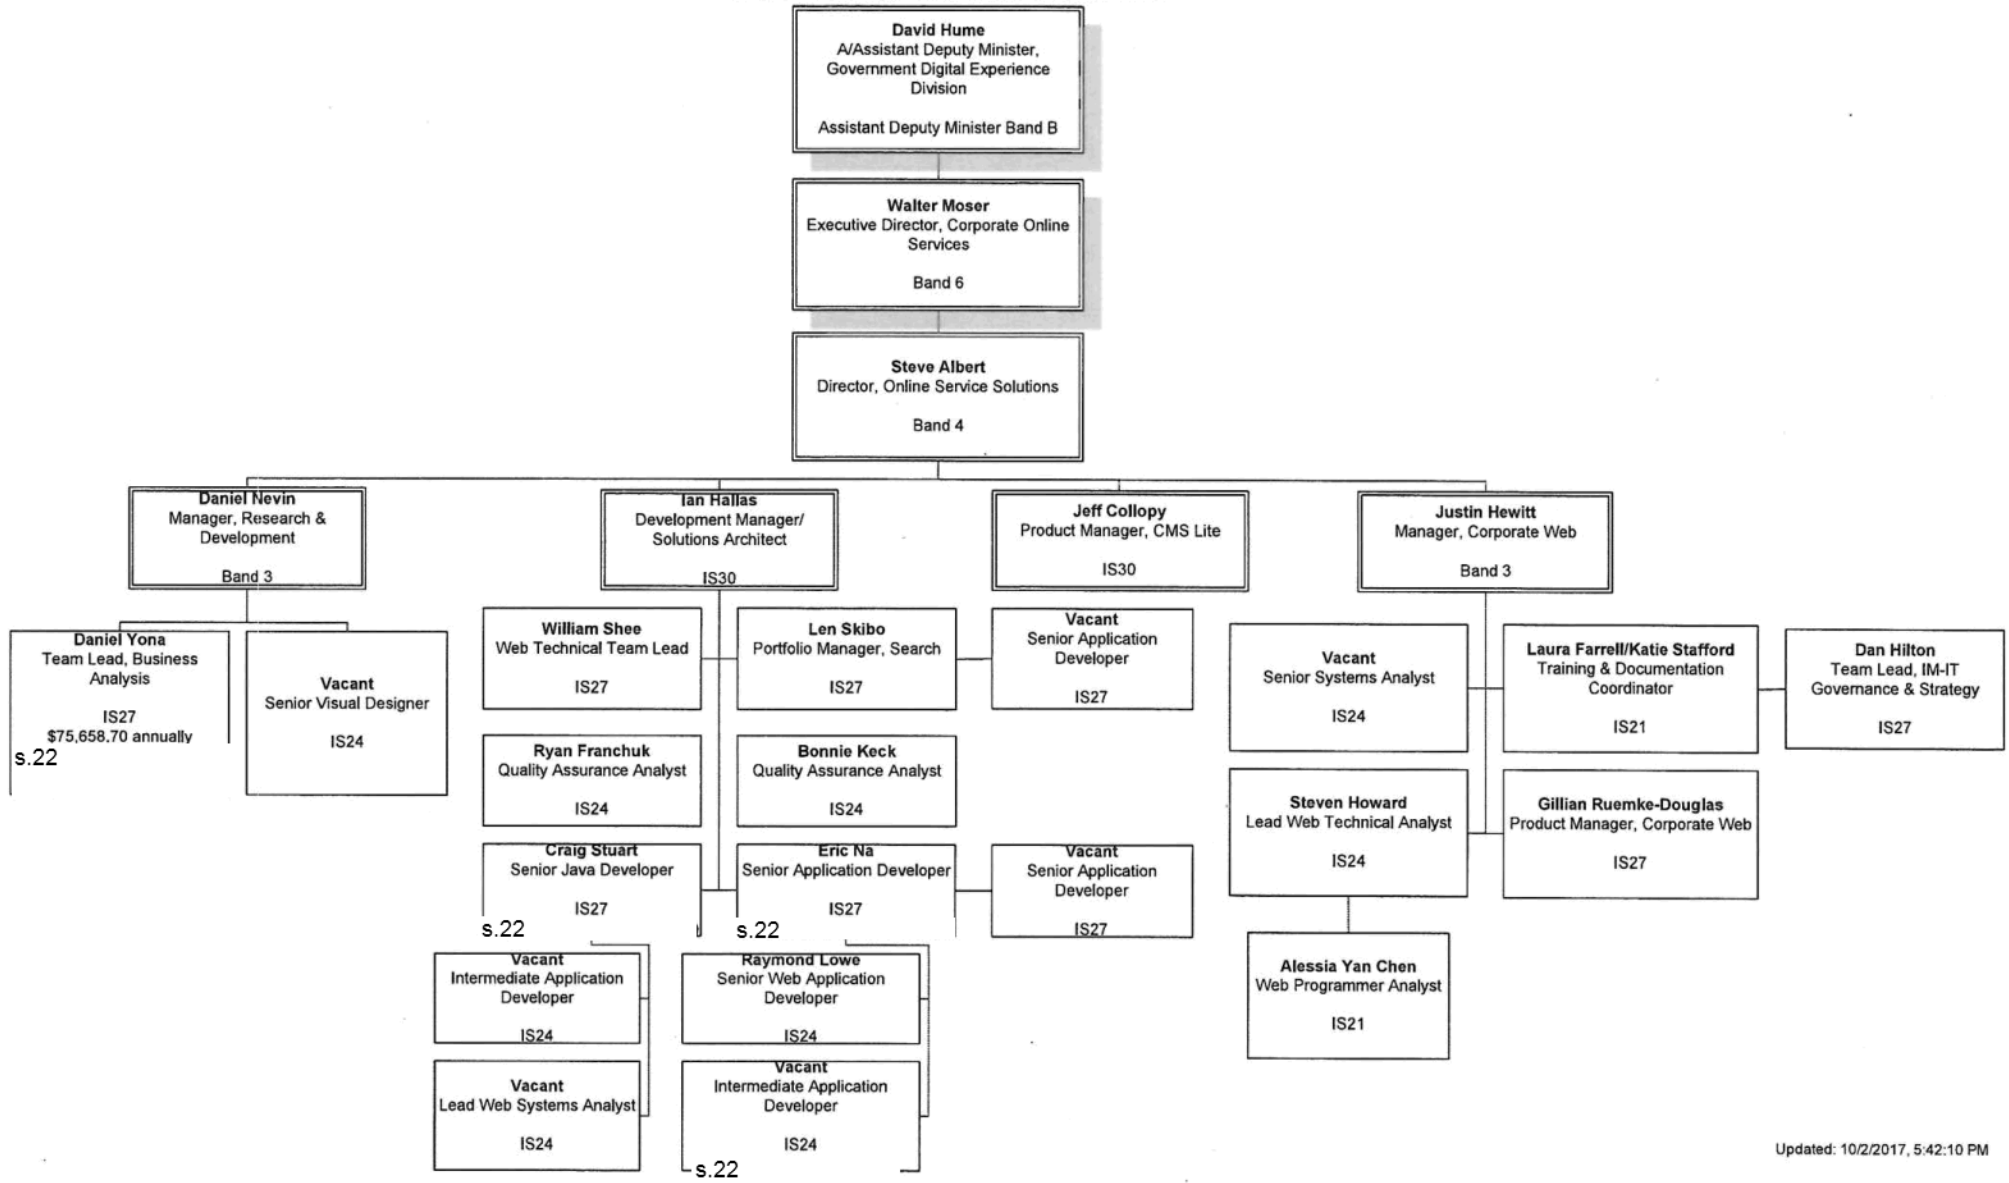 David Hume
A/Assistant Deputy Minister,
Government Digital Experience
Division
Assistant Deputy Minister Band B
Walter Moser
Executive Director, Corporate Online
Services
Band 6
Steve Albert
Director, Online Service Solutions
Band 4
Daniel Nevin
Manager, Research &
Development
Band 3
Ian Hallas
Development Manager/
Solutions Architect
IS30
Jeff Collopy
Product Manager, CMS Lite
IS30
Justin Hewitt
Manager, Corporate Web
Band 3
Daniel Yona
Team Lead, Business
Analysis
IS27
$75,658.70 annually
s.22
Vacant
Senior Visual Designer
IS24
William Shee
Web Technical Team Lead
IS27
Len Skibo
Portfolio Manager, Search
IS27
Vacant
Senior Application
Developer
IS27
Ryan Franchuk
Quality Assurance Analyst
IS24
Bonnie Keck
Quality Assurance Analyst
IS24
Craig Stuart
Senior Java Developer
IS27
s.22
Eric Na
Senior Application Developer
IS27
s.22
Vacant
Senior Application
Developer
IS27
Vacant
Intermediate Application
Developer
IS24
Raymond Lowe
Senior Web Application
Developer
IS24
Vacant
Lead Web Systems Analyst
IS24
Vacant
Intermediate Application
Developer
IS24
s.22
Vacant
Senior Systems Analyst
IS24
Laura Farrell/Katie Stafford
Training & Documentation
Coordinator
IS21
Dan Hilton
Team Lead, IM-IT
Governance & Strategy
IS27
Steven Howard
Lead Web Technical Analyst
IS24
Gillian Ruemke-Douglas
Product Manager, Corporate Web
IS27
Alessia Yan Chen
Web Programmer Analyst
IS21
Updated: 10/2/2017, 5:42:10 PM